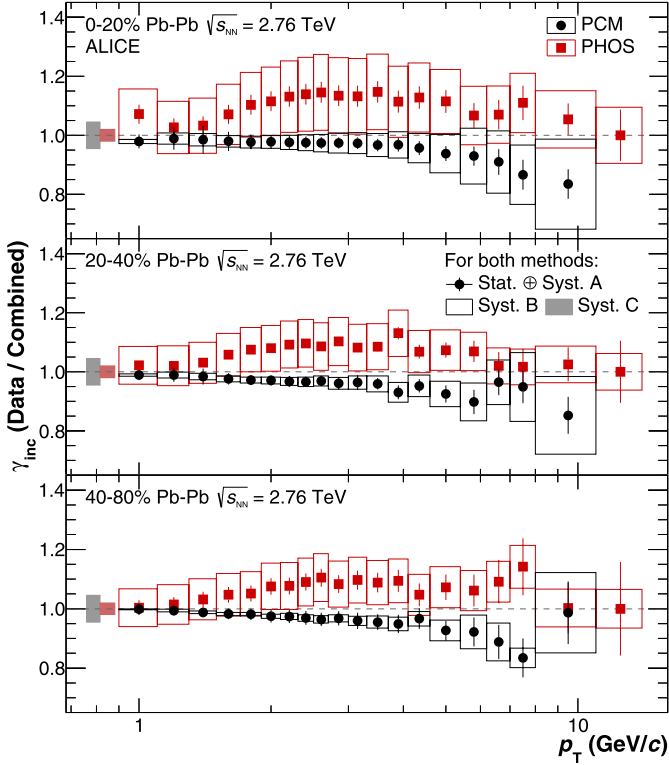 0-20% Pb-Pb √sNN = 2.76 TeV
ALICE
PCM
PHOS
1.4
1.2
1.0
0.8
20-40% Pb-Pb √sNN = 2.76 TeV
For both methods:
Stat. ⊕ Syst. A
Syst. B Syst. C
1.4
1.2
1.0
0.8
γinc (Data / Combined)
40-80% Pb-Pb √sNN = 2.76 TeV
1.4
1.2
1.0
0.8
1 10
pT (GeV/c)